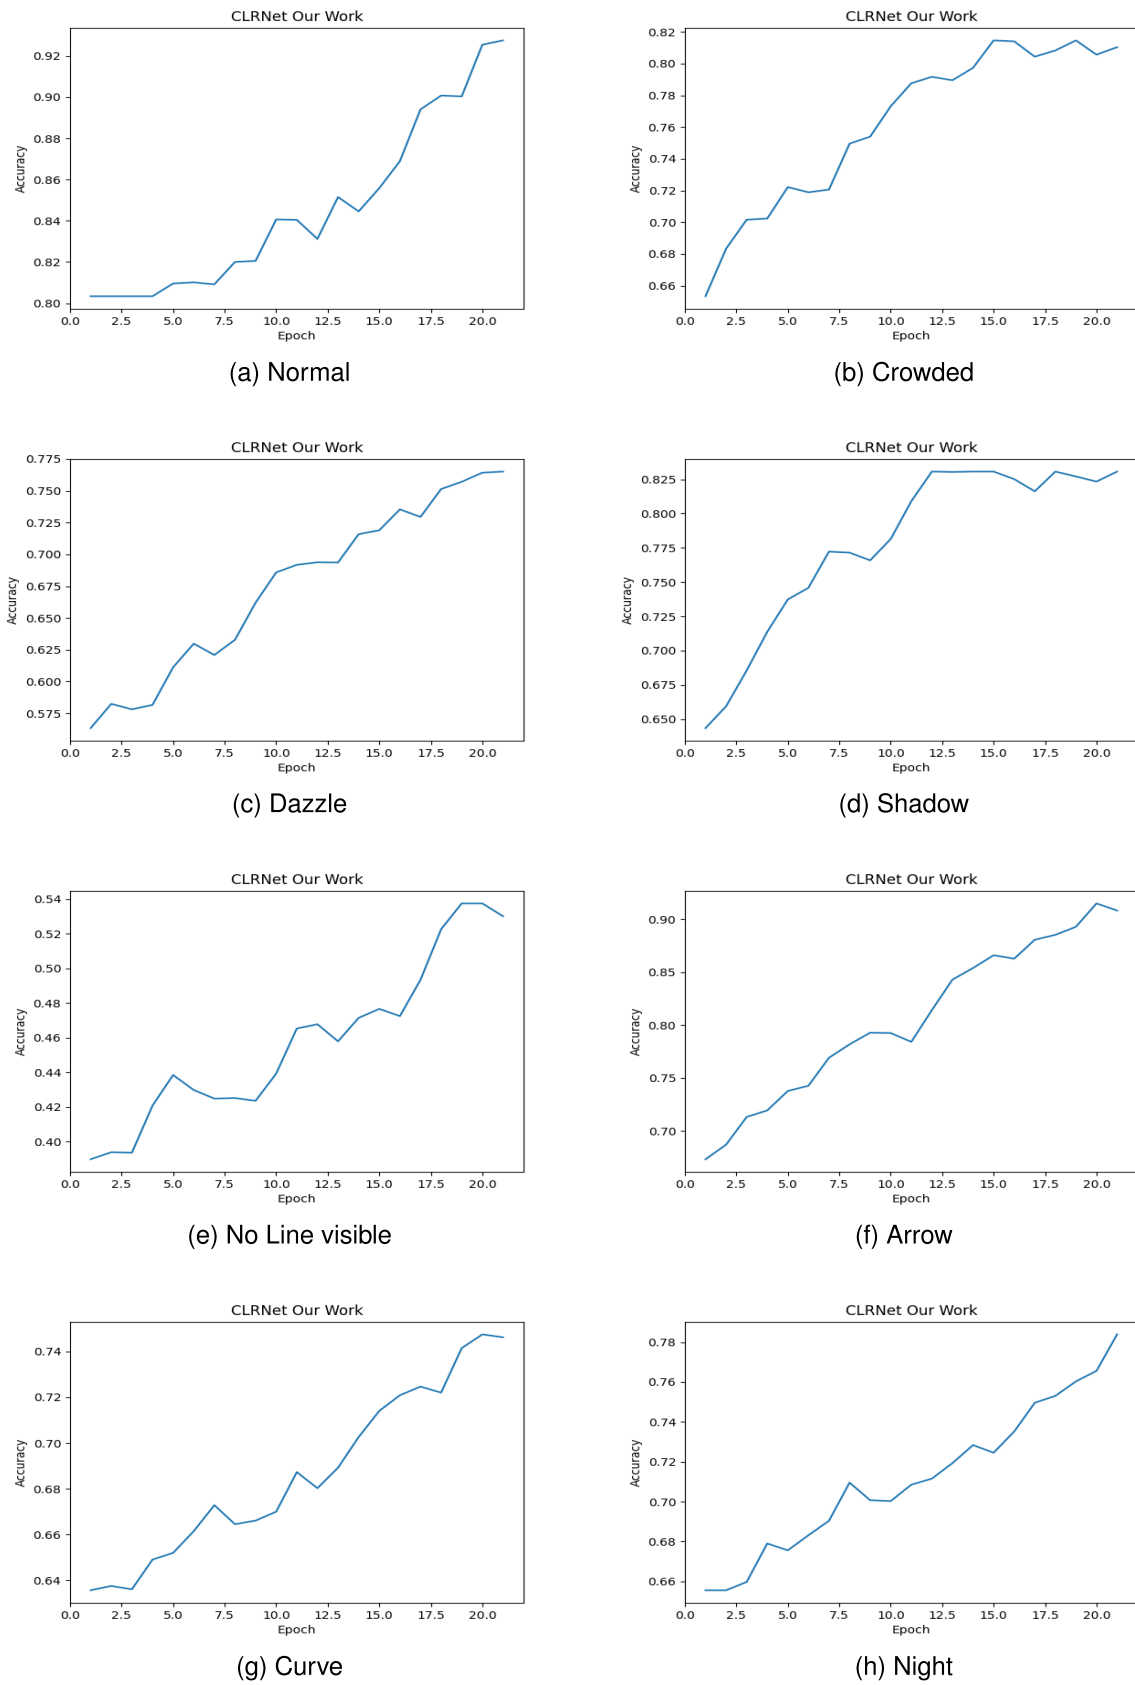 CLRNet Our Work
0.92
0.90
0.88
0.86
0.84
0.82
0.80
Accuracy
0.0 2.5 5.0 7.5 10.0 12.5 15.0 17.5 20.0
Epoch
(a) Normal
CLRNet Our Work
0.82
0.80
0.78
0.76
0.74
0.72
0.70
0.68
0.66
Accuracy
0.0 2.5 5.0 7.5 10.0 12.5 15.0 17.5 20.0
Epoch
(b) Crowded
CLRNet Our Work
0.775
0.750
0.725
0.700
0.675
0.650
0.625
0.600
0.575
Accuracy
0.0 2.5 5.0 7.5 10.0 12.5 15.0 17.5 20.0
Epoch
(c) Dazzle
CLRNet Our Work
0.825
0.800
0.775
0.750
0.725
0.700
0.675
0.650
Accuracy
0.0 2.5 5.0 7.5 10.0 12.5 15.0 17.5 20.0
Epoch
(d) Shadow
CLRNet Our Work
0.54
0.52
0.50
0.48
0.46
0.44
0.42
0.40
Accuracy
0.0 2.5 5.0 7.5 10.0 12.5 15.0 17.5 20.0
Epoch
(e) No Line visible
CLRNet Our Work
0.90
0.85
0.80
0.75
0.70
Accuracy
0.0 2.5 5.0 7.5 10.0 12.5 15.0 17.5 20.0
Epoch
(f) Arrow
CLRNet Our Work
0.74
0.72
0.70
0.68
0.66
0.64
Accuracy
0.0 2.5 5.0 7.5 10.0 12.5 15.0 17.5 20.0
Epoch
(g) Curve
CLRNet Our Work
0.78
0.76
0.74
0.72
0.70
0.68
0.66
Accuracy
0.0 2.5 5.0 7.5 10.0 12.5 15.0 17.5 20.0
Epoch
(h) Night